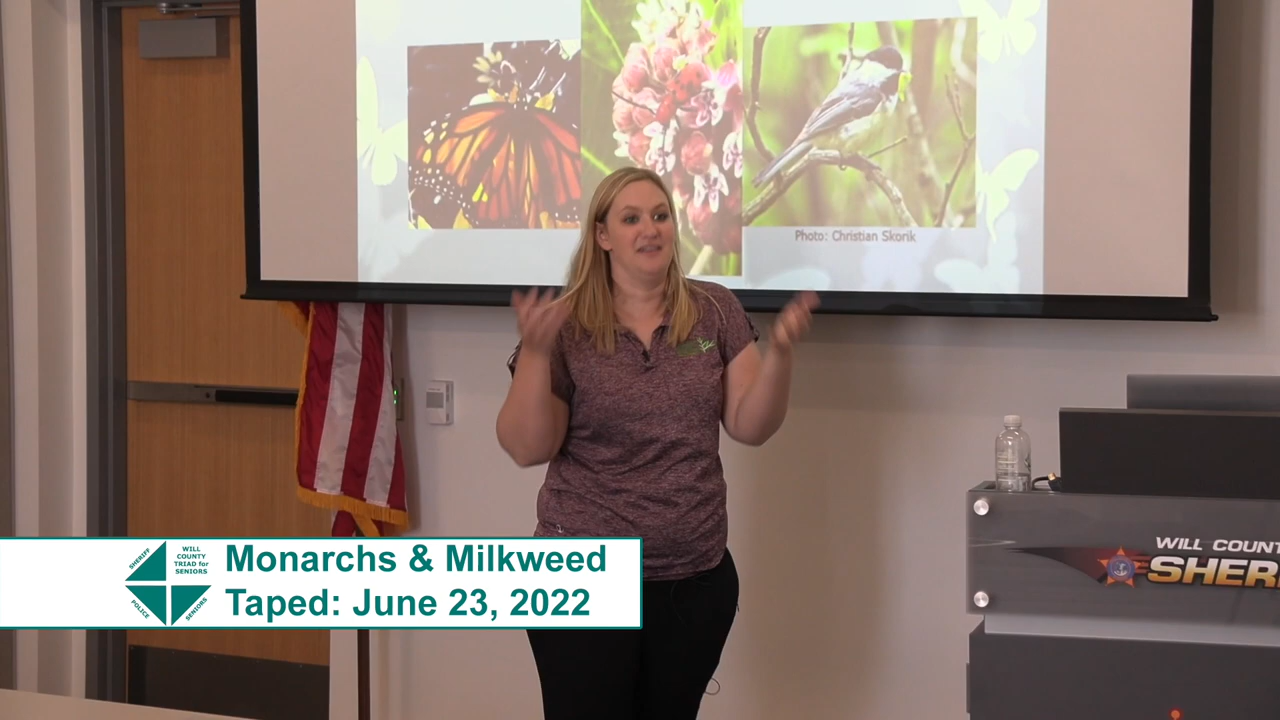 Photo: Christian Skorik
WILL COUNT
SHER
SHERIFF
WILL
COUNTY
TRIAD for
SENIORS
POLICE
SENIORS
Monarchs & Milkweed
Taped: June 23, 2022